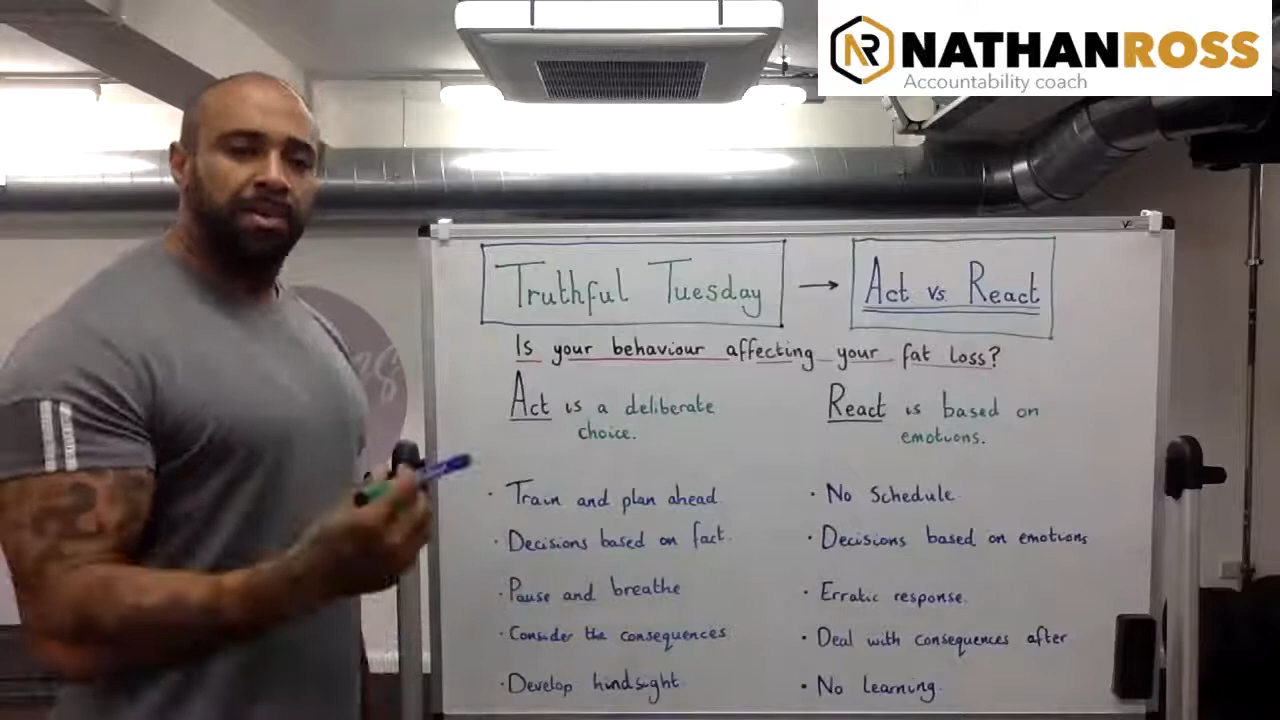 NATHANROSS
Accountability coach
Truthful Tuesday → Act vs React
Is your behaviour affecting your fat loss?
Act is a deliberate choice.
React is based on emotions.
· Train and plan ahead.
· Decisions based on fact.
· Pause and breathe
· Consider the consequences
· Develop hindsight.
· No Schedule.
· Decisions based on emotions
· Erratic response.
· Deal with consequences after
· No learning.